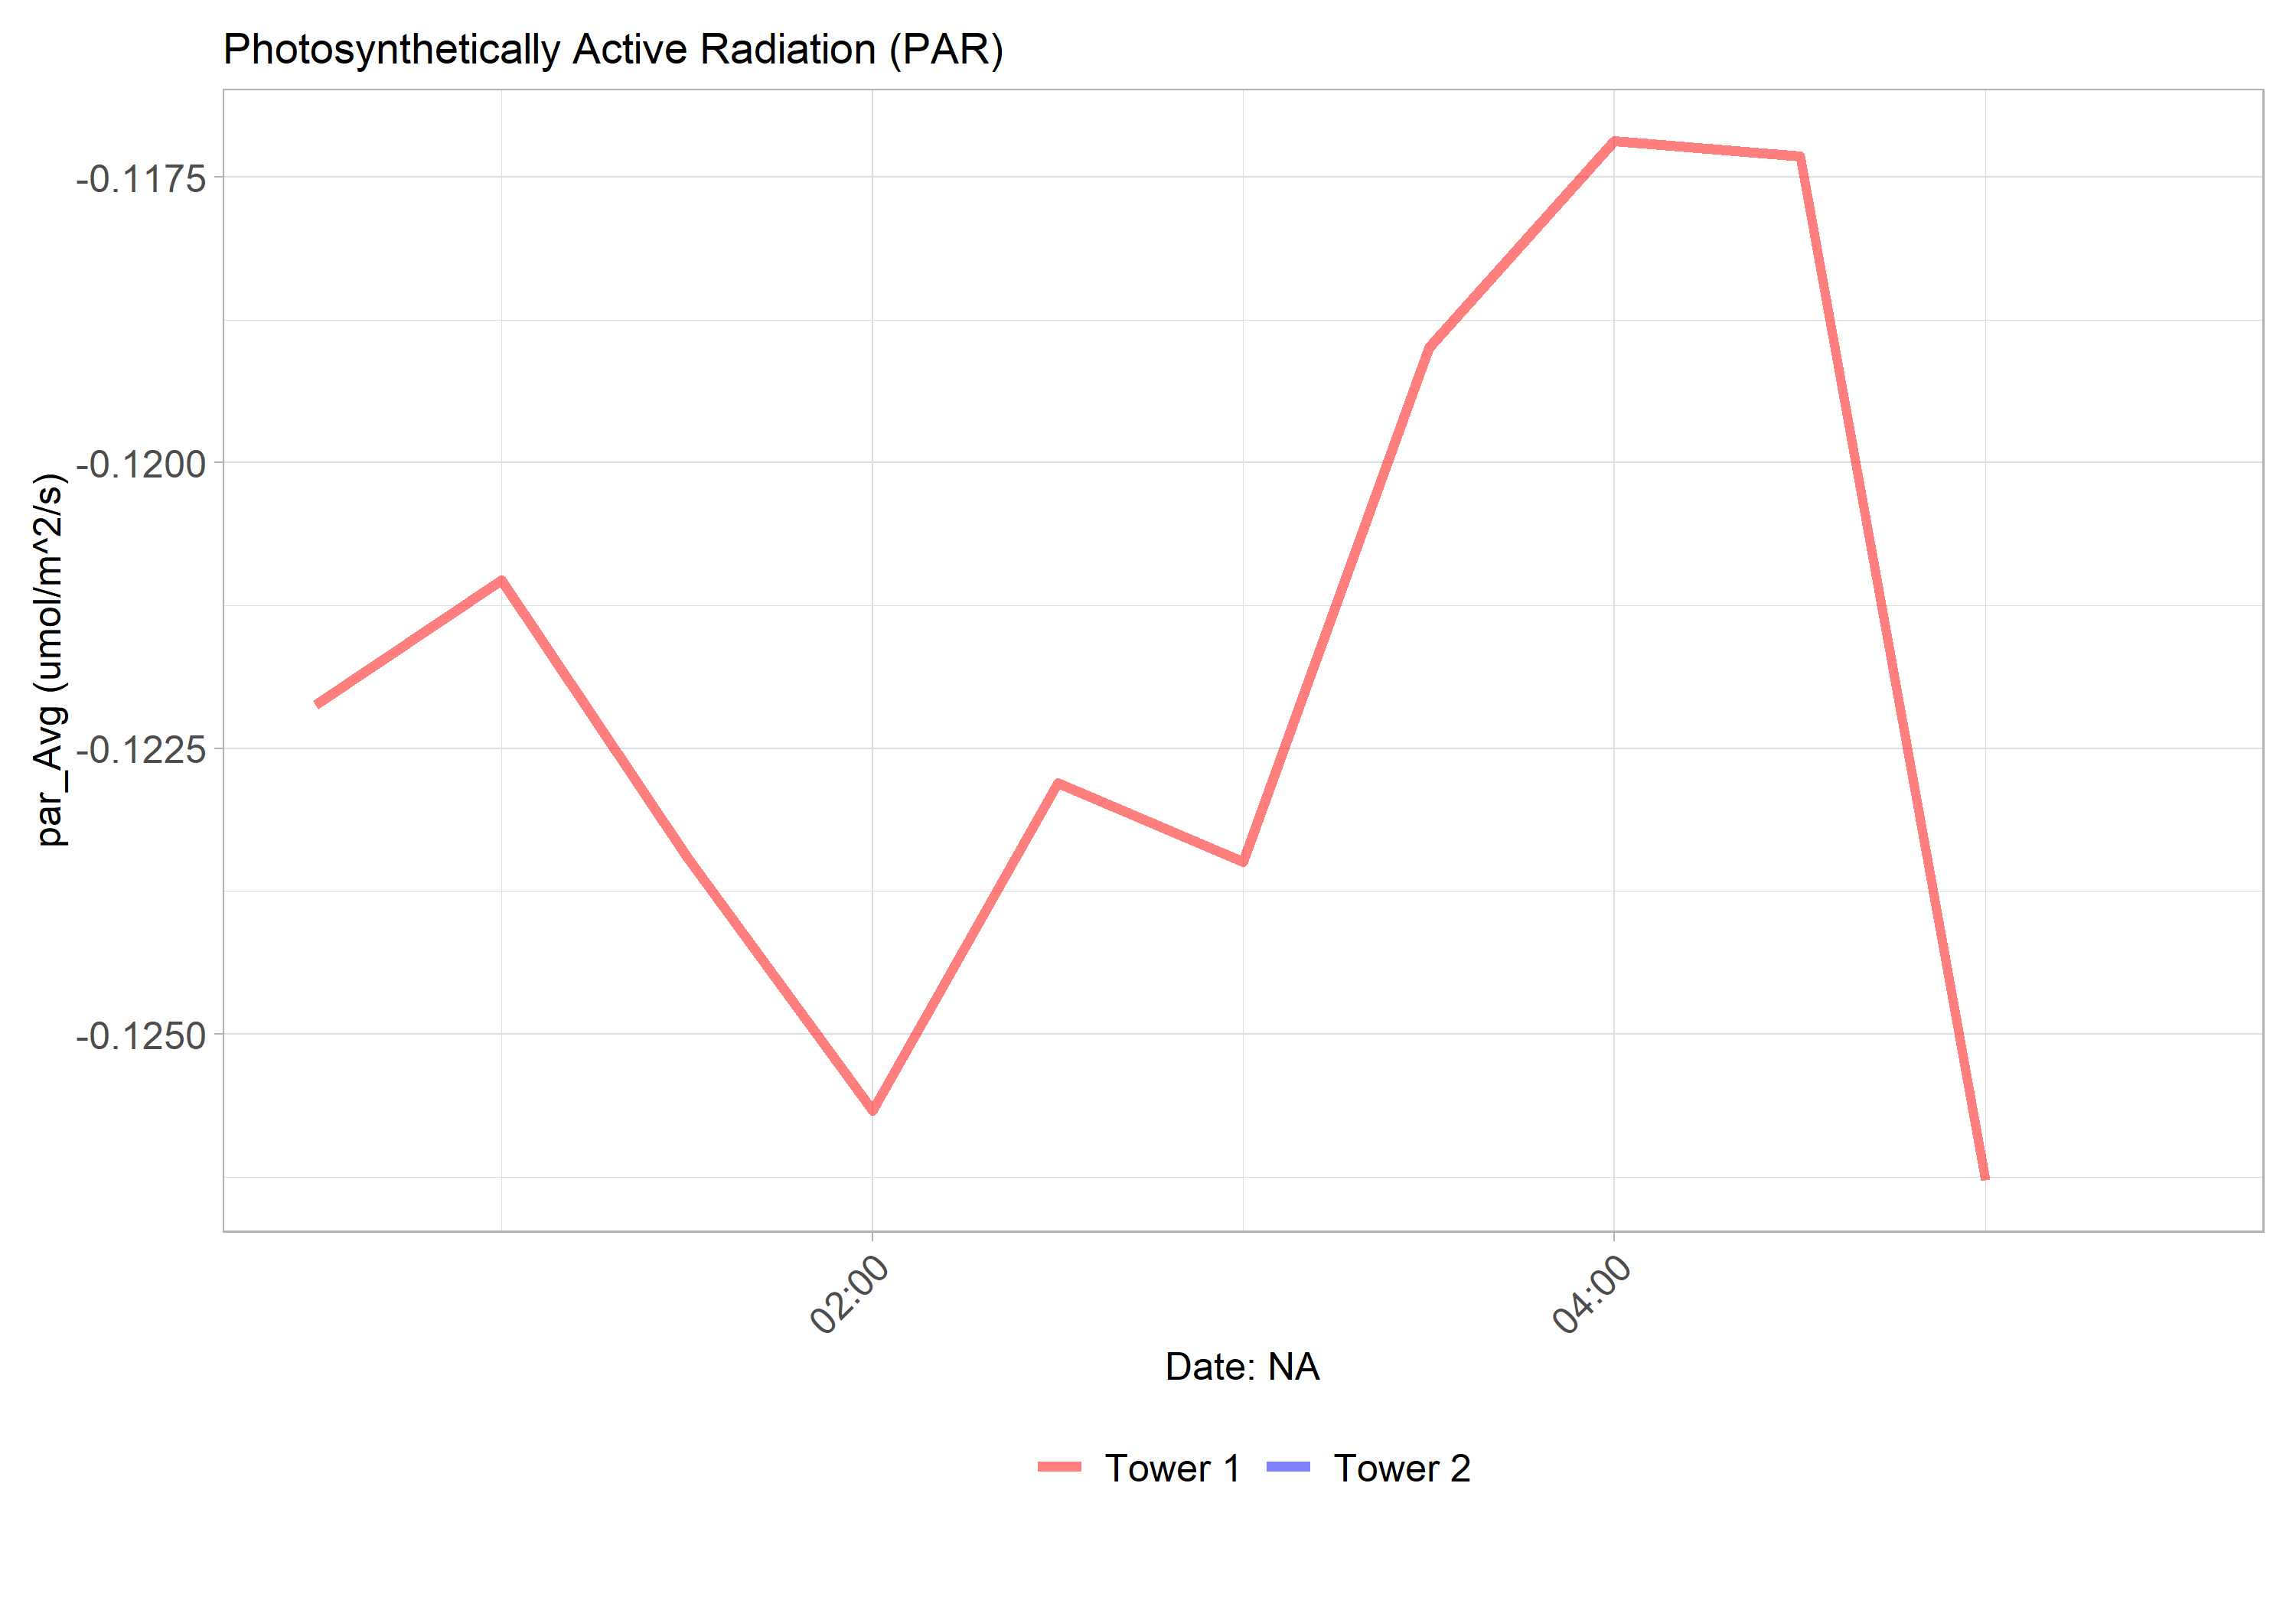 Photosynthetically Active Radiation (PAR)
par_Avg (umol/m^2/s)
-0.1175
-0.1200
-0.1225
-0.1250
02:00
04:00
Date: NA
Tower 1
Tower 2